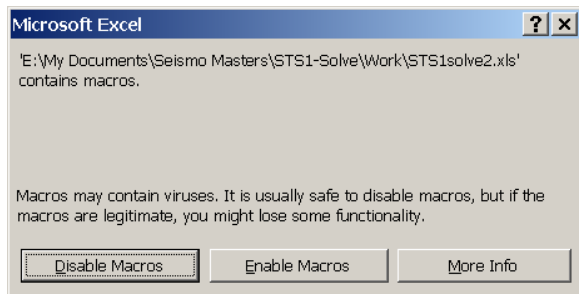 Microsoft Excel
'E:\My Documents\Seismo Masters\STS1-Solve\Work\STS1solve2.xls'
contains macros.
Macros may contain viruses. It is usually safe to disable macros, but if the
macros are legitimate, you might lose some functionality.
Disable Macros Enable Macros More Info